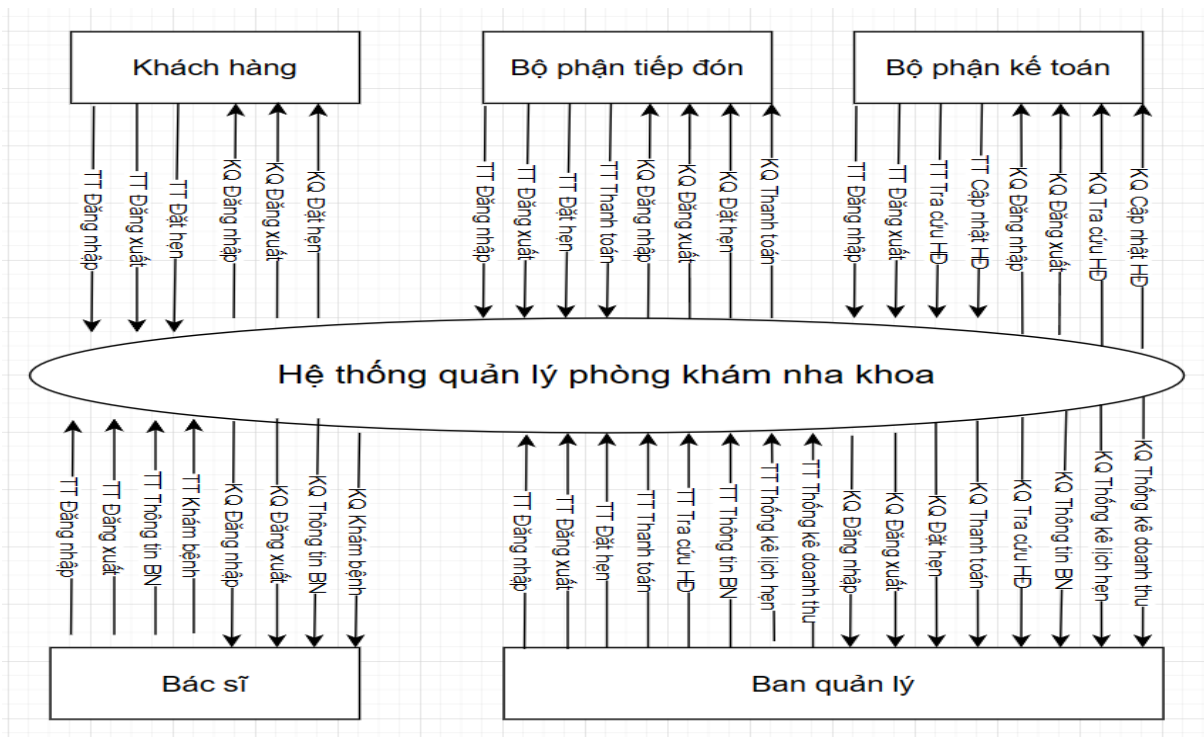 Khách hàng
Bộ phận tiếp đón
Bộ phận kế toán
TT Đăng nhập
TT Đăng xuất
TT Đặt hẹn
KQ Đăng nhập
KQ Đăng xuất
KQ Đặt hẹn
TT Đăng nhập
TT Đăng xuất
TT Đặt hẹn
TT Thanh toán
KQ Đăng nhập
KQ Đăng xuất
KQ Đặt hẹn
KQ Thanh toán
TT Đăng nhập
TT Đăng xuất
TT Tra cứu HĐ
TT Cập nhật HĐ
KQ Đăng nhập
KQ Đăng xuất
KQ Tra cứu HĐ
KQ Cập nhật HĐ
Hệ thống quản lý phòng khám nha khoa
TT Đăng nhập
TT Đăng xuất
TT Thông tin BN
TT Khám bệnh
KQ Đăng nhập
KQ Đăng xuất
KQ Thông tin BN
KQ Khám bệnh
TT Đăng nhập
TT Đăng xuất
TT Đặt hẹn
TT Thanh toán
TT Tra cứu HĐ
TT Thông tin BN
TT Thống kê lịch hẹn
TT Thống kê doanh thu
KQ Đăng nhập
KQ Đăng xuất
KQ Đặt hẹn
KQ Thanh toán
KQ Tra cứu HĐ
KQ Thông tin BN
KQ Thống kê lịch hẹn
KQ Thống kê doanh thu
Bác sĩ
Ban quản lý